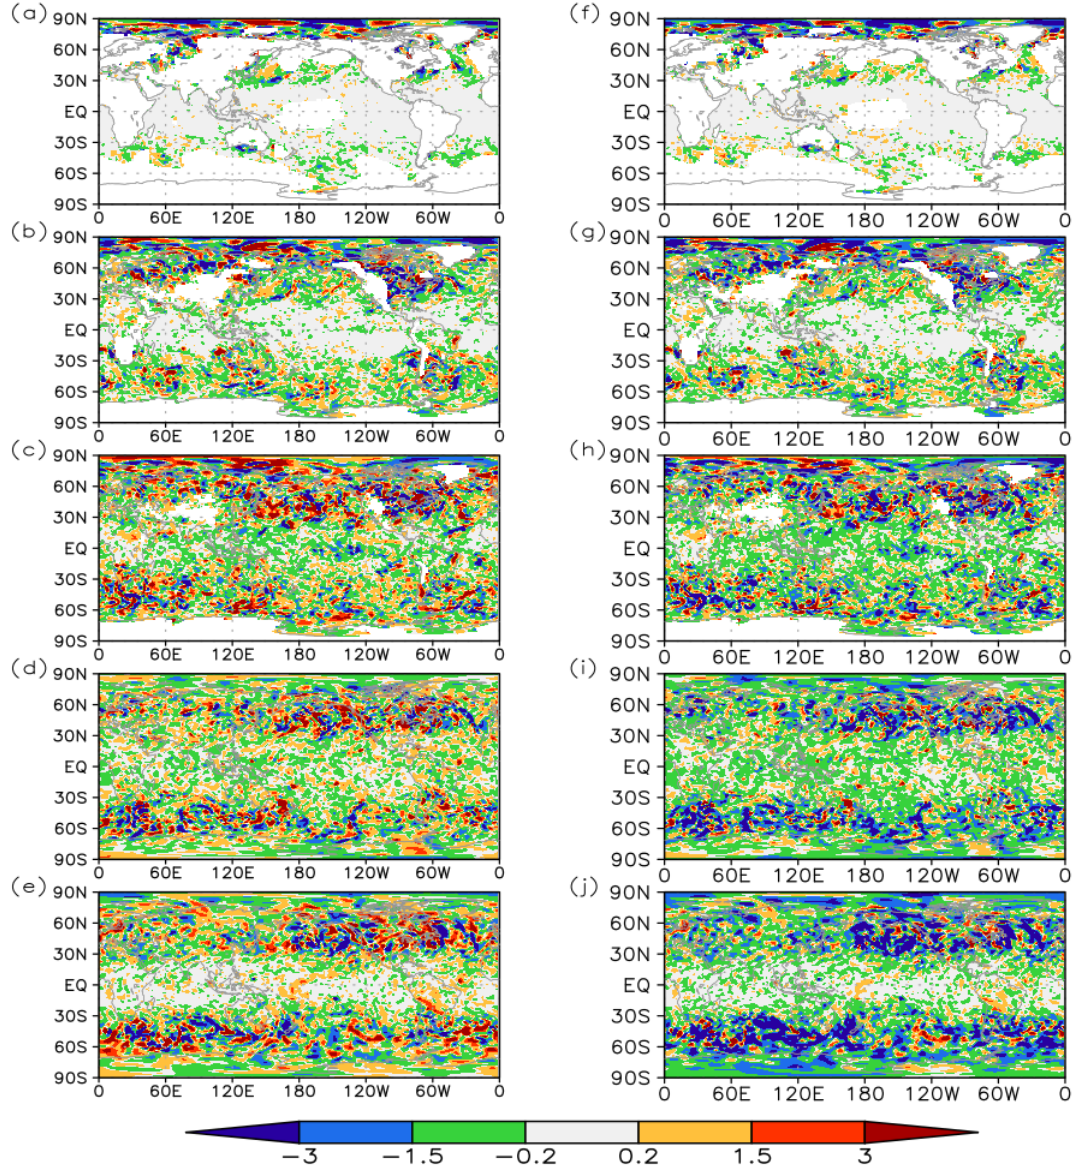 (a) (f)
90N 90N
60N 60N
30N 30N
EQ EQ
30S 30S
60S 60S
90S 90S
0 60E 120E 180 120W 60W 0 0 60E 120E 180 120W 60W 0
(b) (g)
90N 90N
60N 60N
30N 30N
EQ EQ
30S 30S
60S 60S
90S 90S
0 60E 120E 180 120W 60W 0 0 60E 120E 180 120W 60W 0
(c) (h)
90N 90N
60N 60N
30N 30N
EQ EQ
30S 30S
60S 60S
90S 90S
0 60E 120E 180 120W 60W 0 0 60E 120E 180 120W 60W 0
(d) (i)
90N 90N
60N 60N
30N 30N
EQ EQ
30S 30S
60S 60S
90S 90S
0 60E 120E 180 120W 60W 0 0 60E 120E 180 120W 60W 0
(e) (j)
90N 90N
60N 60N
30N 30N
EQ EQ
30S 30S
60S 60S
90S 90S
0 60E 120E 180 120W 60W 0 0 60E 120E 180 120W 60W 0
−3 −1.5 −0.2 0.2 1.5 3